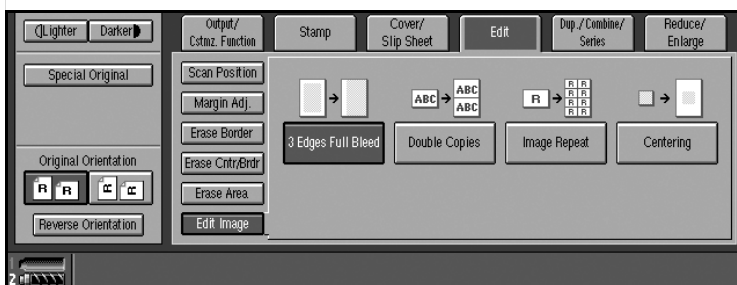 Lighter Darker
Output/
Cstmz. Function
Stamp
Cover/
Slip Sheet
Edit
Dup./Combine/
Series
Reduce/
Enlarge
Special Original
Original Orientation
R R R R
Reverse Orientation
Scan Position
Margin Adj.
Erase Border
Erase Cntr/Brdr
Erase Area
Edit Image
ABC ABC
ABC
R R R
R R
R R
R R
3 Edges Full Bleed Double Copies Image Repeat Centering
1
2